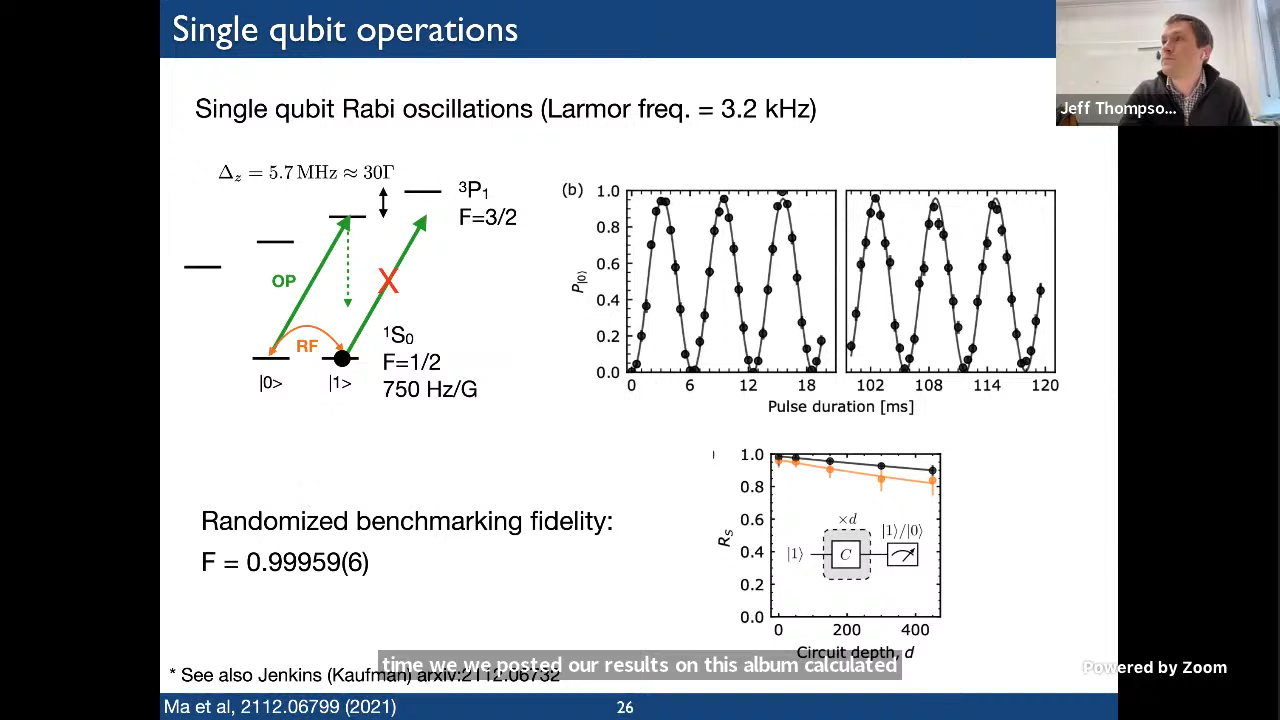 Single qubit operations
Jeff Thompso...
Single qubit Rabi oscillations (Larmor freq. = 3.2 kHz)
Δz = 5.7 MHz ≈ 30Γ
³P₁
F=3/2
OP
X
RF
¹S₀
F=1/2
750 Hz/G
|0>
|1>
(b)
P|0⟩
1.0
0.8
0.6
0.4
0.2
0.0
0 6 12 18 102 108 114 120
Pulse duration [ms]
Randomized benchmarking fidelity:
F = 0.99959(6)
Rs
1.0
0.8
0.6
0.4
0.2
0.0
×d
|1⟩ C |1⟩/|0⟩
0 200 400
Circuit depth, d
time we we posted our results on this album calculated
* See also Jenkins (Kaufman) arxiv:2112.06732
Powered by Zoom
Ma et al, 2112.06799 (2021)
26